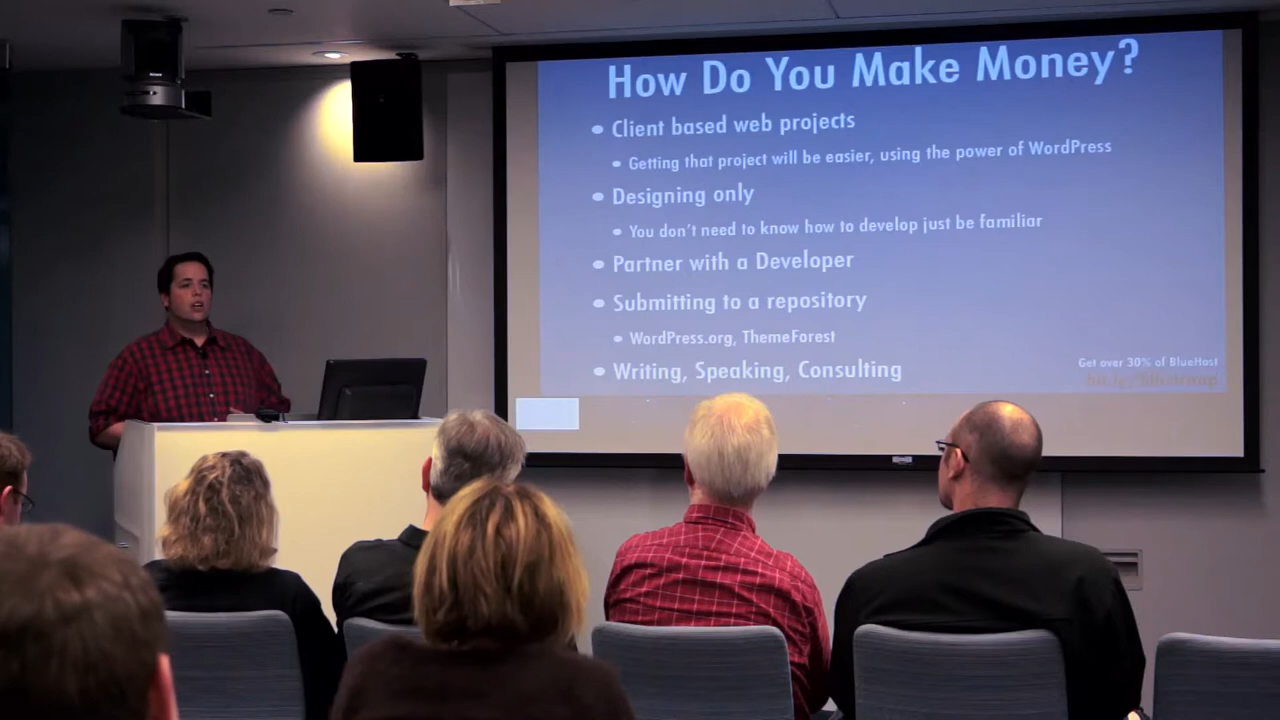 How Do You Make Money?
• Client based web projects
• Getting that project will be easier, using the power of WordPress
• Designing only
• You don't need to know how to develop just be familiar
• Partner with a Developer
• Submitting to a repository
• WordPress.org, ThemeForest
• Writing, Speaking, Consulting
Get over 30% of BlueHost